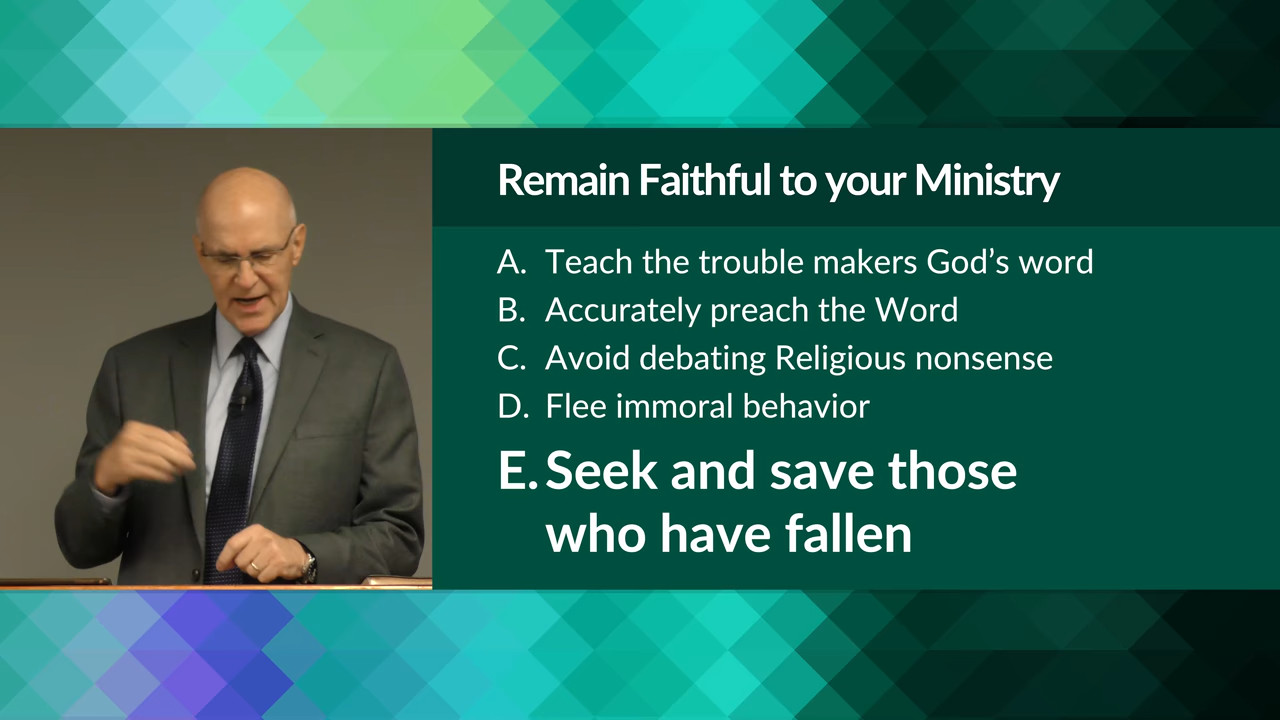 Remain Faithful to your Ministry
A. Teach the trouble makers God’s word
B. Accurately preach the Word
C. Avoid debating Religious nonsense
D. Flee immoral behavior
E. Seek and save those
who have fallen